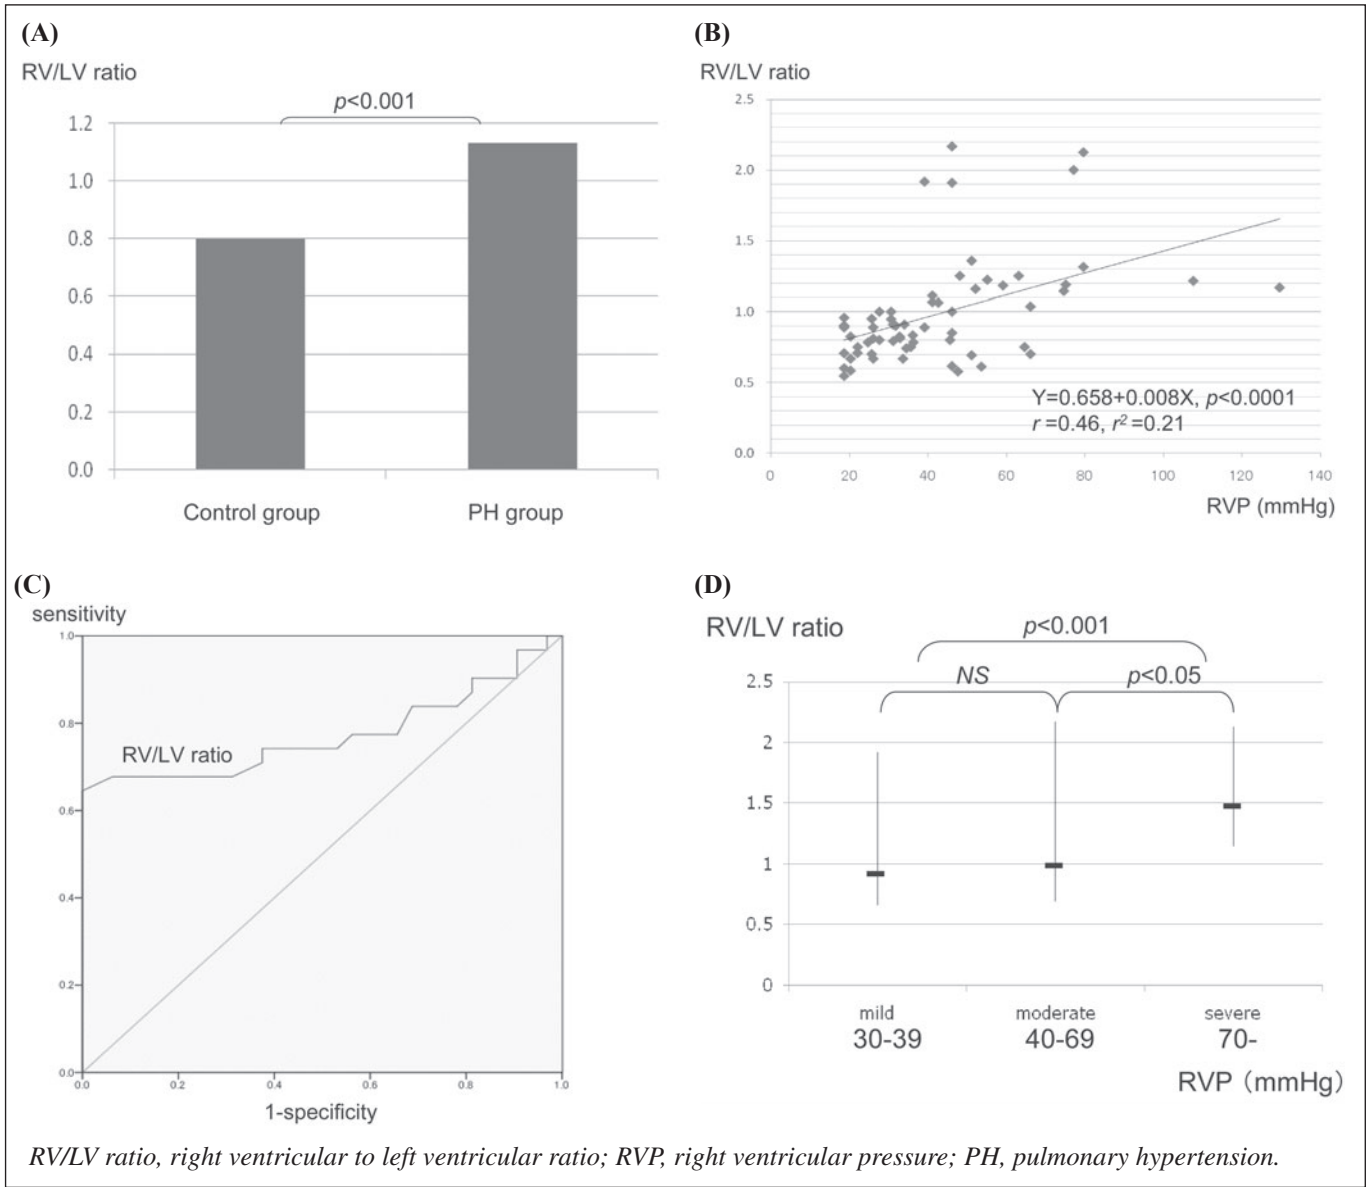 (A)
RV/LV ratio
p<0.001
1.2
1.0
0.8
0.6
0.4
0.2
0.0
Control group PH group
(B)
RV/LV ratio
2.5
2.0
1.5
1.0
0.5
0.0
Y=0.658+0.008X, p<0.0001
r =0.46, r² =0.21
0 20 40 60 80 100 120 140
RVP (mmHg)
(C)
sensitivity
1.0
0.8
RV/LV ratio
0.6
0.4
0.2
0.0
0.0 0.2 0.4 0.6 0.8 1.0
1-specificity
(D)
RV/LV ratio
p<0.001
NS p<0.05
2.5
2
1.5
1
0.5
0
mild moderate severe
30-39 40-69 70-
RVP (mmHg)
RV/LV ratio, right ventricular to left ventricular ratio; RVP, right ventricular pressure; PH, pulmonary hypertension.